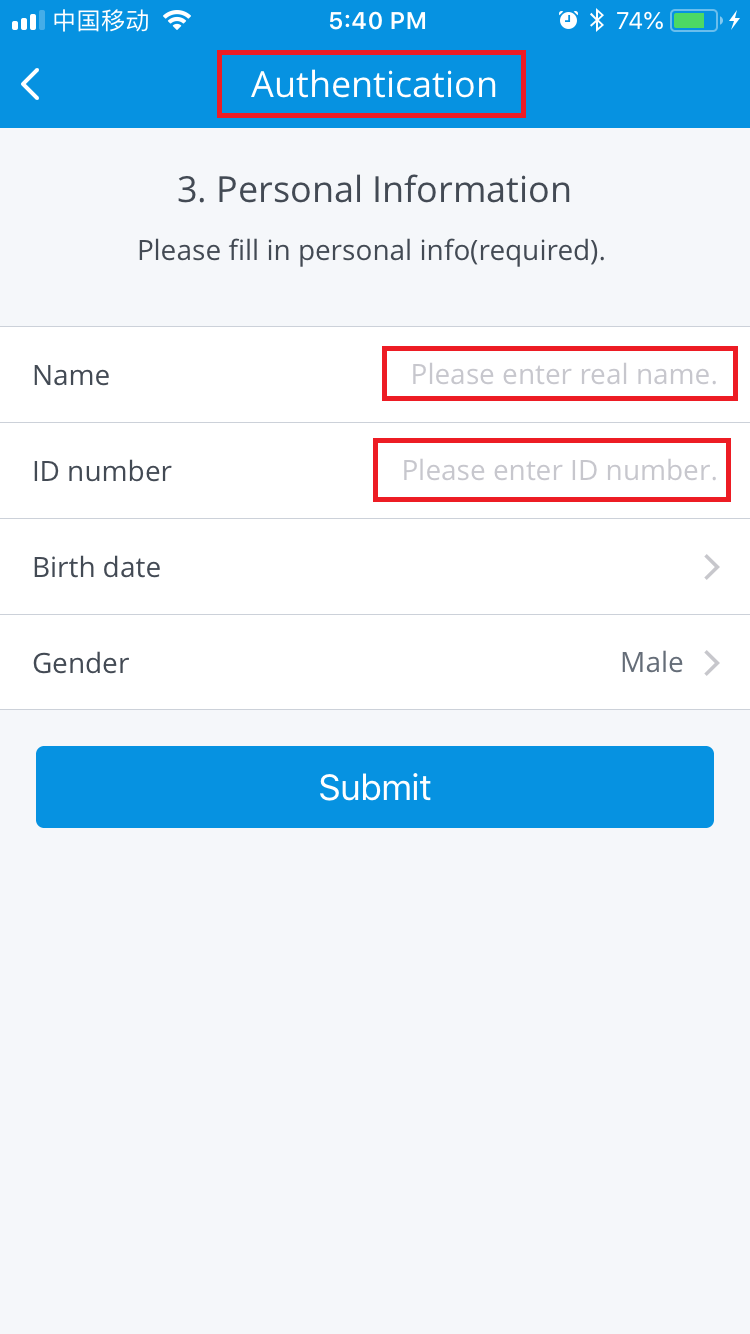 中国移动 5:40 PM 74%
Authentication
3. Personal Information
Please fill in personal info(required).
Name Please enter real name.
ID number Please enter ID number.
Birth date
Gender Male
Submit